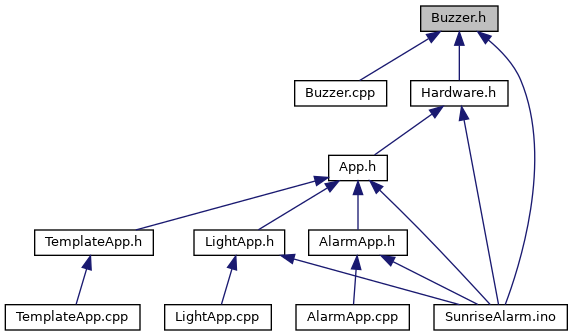 Buzzer.h
Buzzer.cpp
Hardware.h
App.h
TemplateApp.h
LightApp.h
AlarmApp.h
TemplateApp.cpp
LightApp.cpp
AlarmApp.cpp
SunriseAlarm.ino